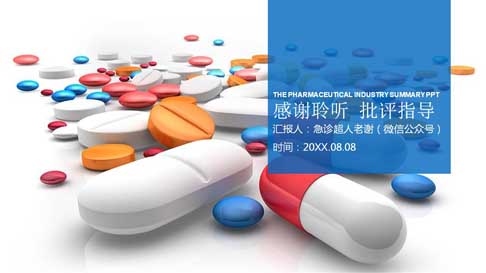 THE PHARMACEUTICAL INDUSTRY SUMMARY PPT
感谢聆听 批评指导
汇报人：急诊超人老谢（微信公众号）
时间：20XX.08.08